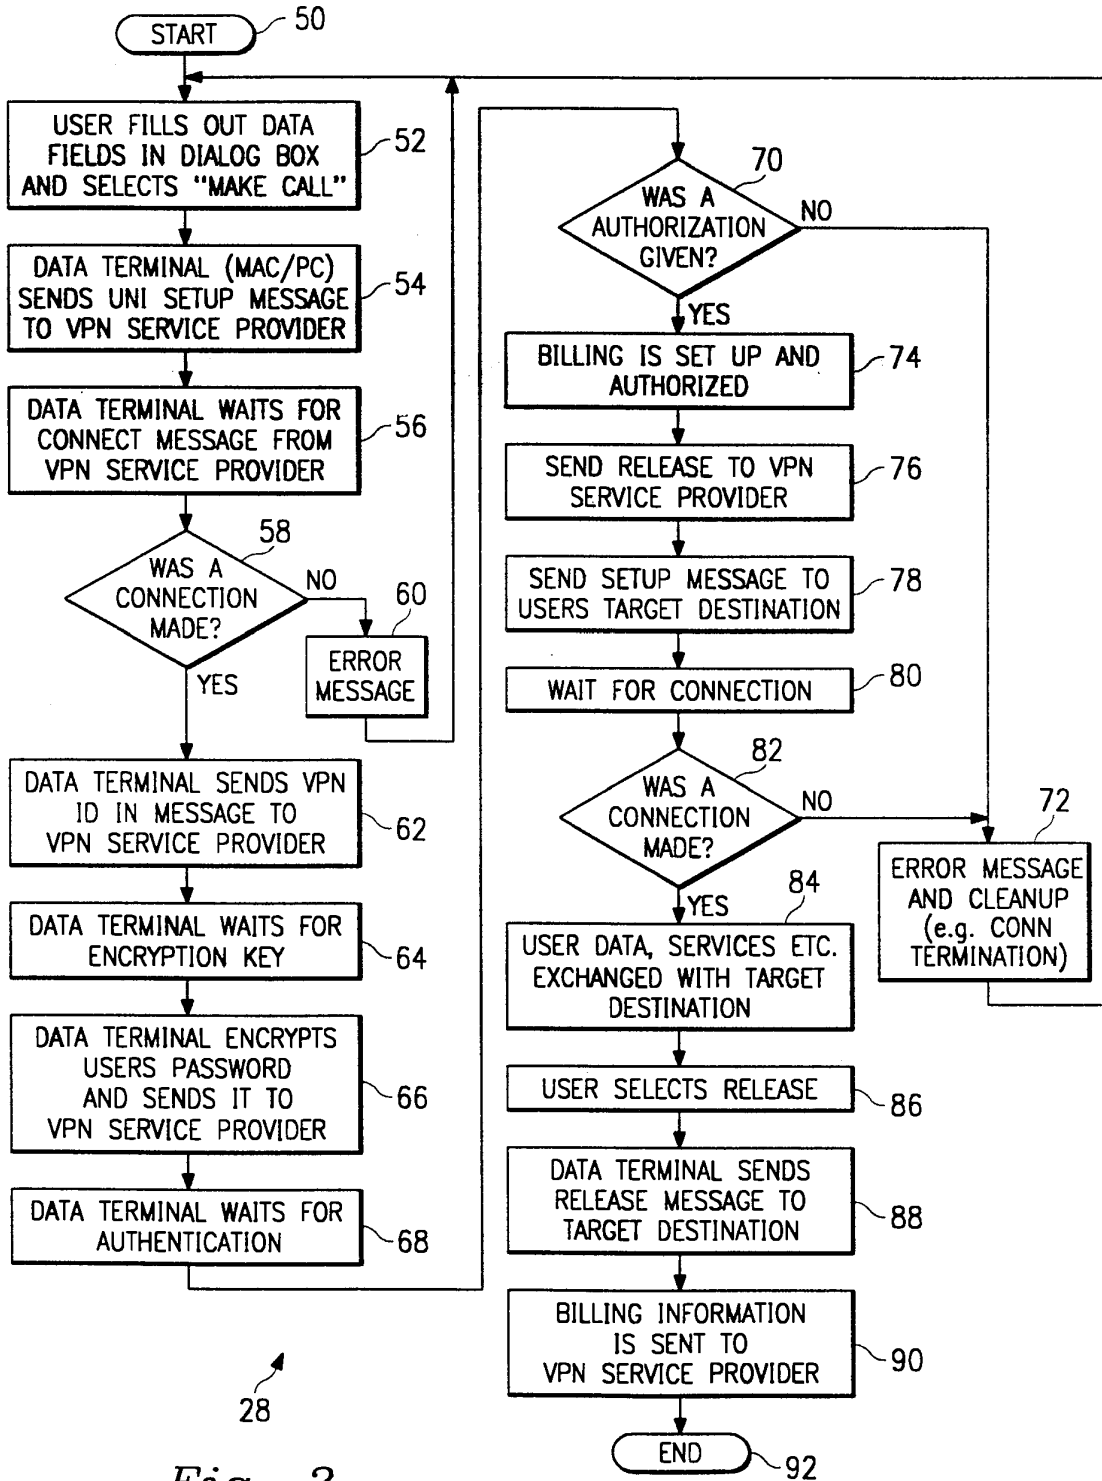 START
50
USER FILLS OUT DATA
FIELDS IN DIALOG BOX
AND SELECTS "MAKE CALL"
52
DATA TERMINAL (MAC/PC)
SENDS UNI SETUP MESSAGE
TO VPN SERVICE PROVIDER
54
DATA TERMINAL WAITS FOR
CONNECT MESSAGE FROM
VPN SERVICE PROVIDER
56
WAS A
CONNECTION
MADE?
58
NO
YES
ERROR
MESSAGE
60
DATA TERMINAL SENDS VPN
ID IN MESSAGE TO
VPN SERVICE PROVIDER
62
DATA TERMINAL WAITS FOR
ENCRYPTION KEY
64
DATA TERMINAL ENCRYPTS
USERS PASSWORD
AND SENDS IT TO
VPN SERVICE PROVIDER
66
DATA TERMINAL WAITS FOR
AUTHENTICATION
68
WAS A
AUTHORIZATION
GIVEN?
70
NO
YES
BILLING IS SET UP AND
AUTHORIZED
74
SEND RELEASE TO VPN
SERVICE PROVIDER
76
SEND SETUP MESSAGE TO
USERS TARGET DESTINATION
78
WAIT FOR CONNECTION
80
WAS A
CONNECTION
MADE?
82
NO
YES
ERROR MESSAGE
AND CLEANUP
(e.g. CONN
TERMINATION)
72
USER DATA, SERVICES ETC.
EXCHANGED WITH TARGET
DESTINATION
84
USER SELECTS RELEASE
86
DATA TERMINAL SENDS
RELEASE MESSAGE TO
TARGET DESTINATION
88
BILLING INFORMATION
IS SENT TO
VPN SERVICE PROVIDER
90
END
92
28